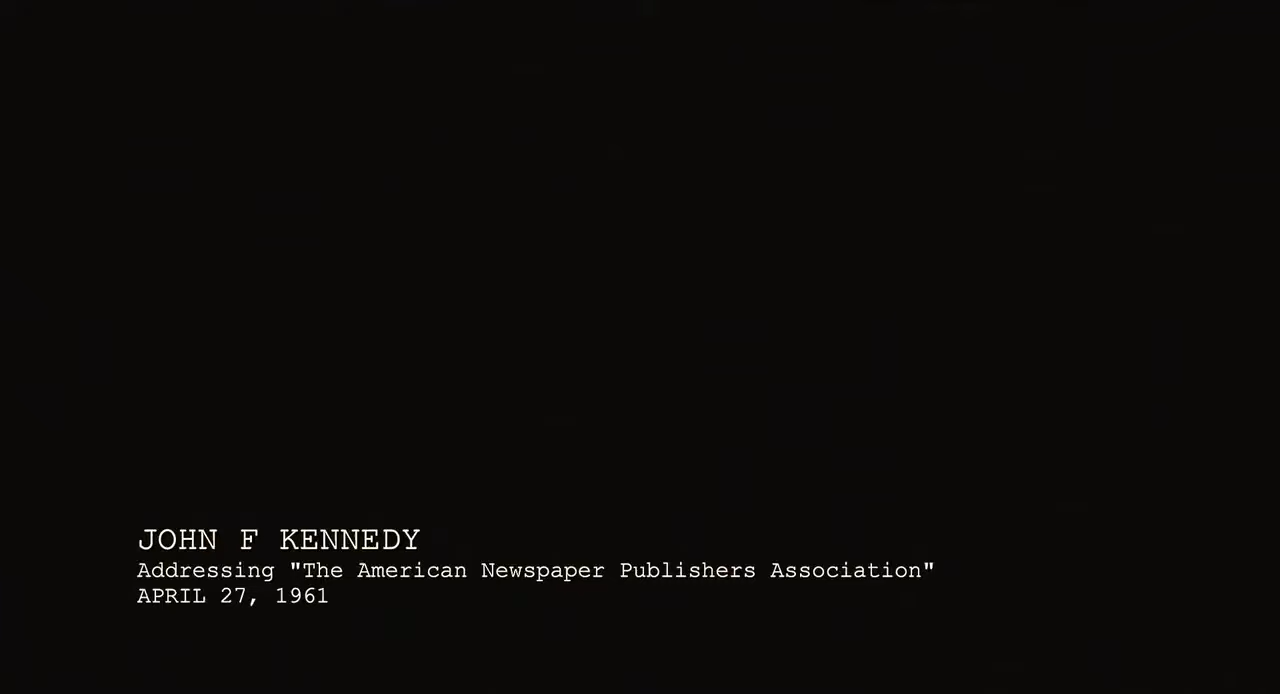 JOHN F KENNEDY
Addressing "The American Newspaper Publishers Association"
APRIL 27, 1961